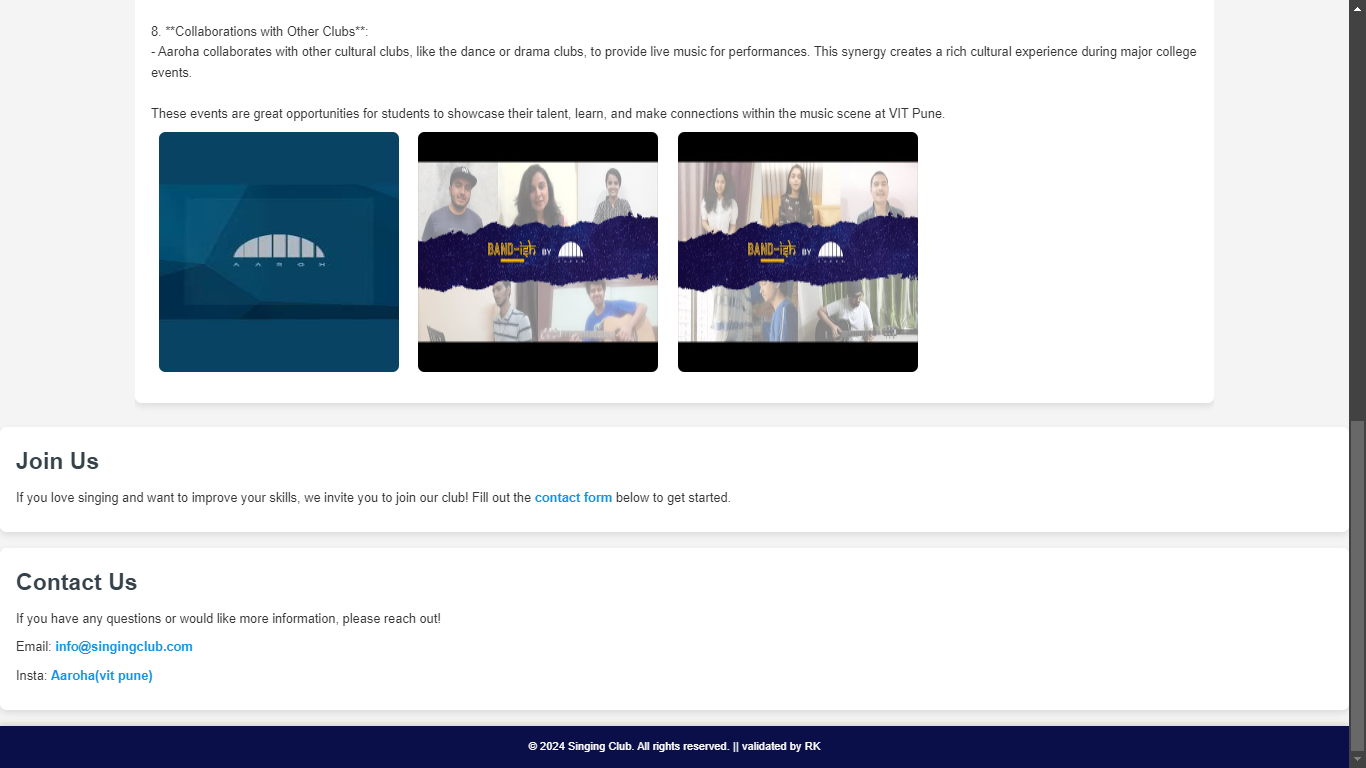 8. **Collaborations with Other Clubs**:
- Aaroha collaborates with other cultural clubs, like the dance or drama clubs, to provide live music for performances. This synergy creates a rich cultural experience during major college
events.
These events are great opportunities for students to showcase their talent, learn, and make connections within the music scene at VIT Pune.
A A R O H
BAND-इश BY
BAND-इश BY
Join Us
If you love singing and want to improve your skills, we invite you to join our club! Fill out the contact form below to get started.
Contact Us
If you have any questions or would like more information, please reach out!
Email: info@singingclub.com
Insta: Aaroha(vit pune)
© 2024 Singing Club. All rights reserved. || validated by RK